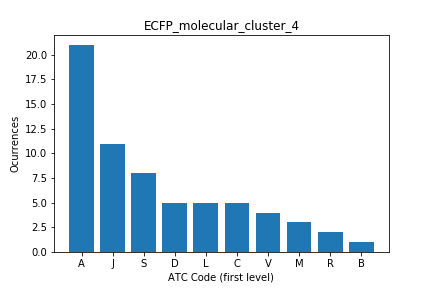 ECFP_molecular_cluster_4
20.0
17.5
15.0
12.5
10.0
7.5
5.0
2.5
0.0
Ocurrences
A J S D L C V M R B
ATC Code (first level)